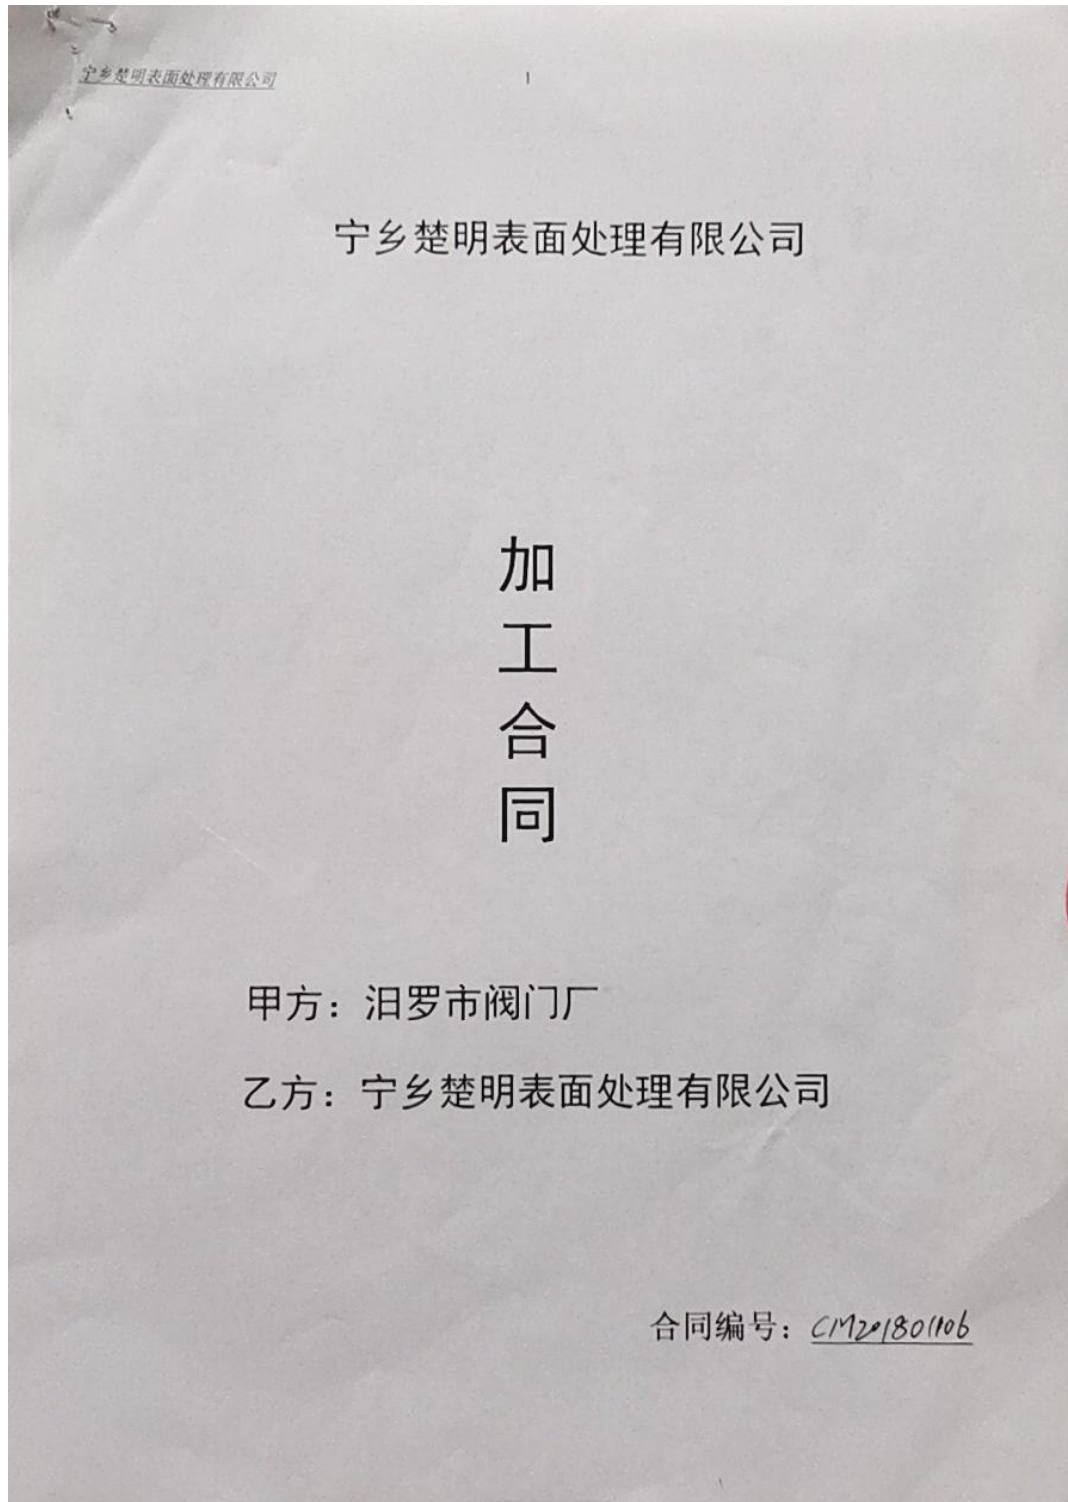 宁乡楚明表面处理有限公司
1
宁乡楚明表面处理有限公司
加
工
合
同
甲方：汨罗市阀门厂
乙方：宁乡楚明表面处理有限公司
合同编号：CM201801106